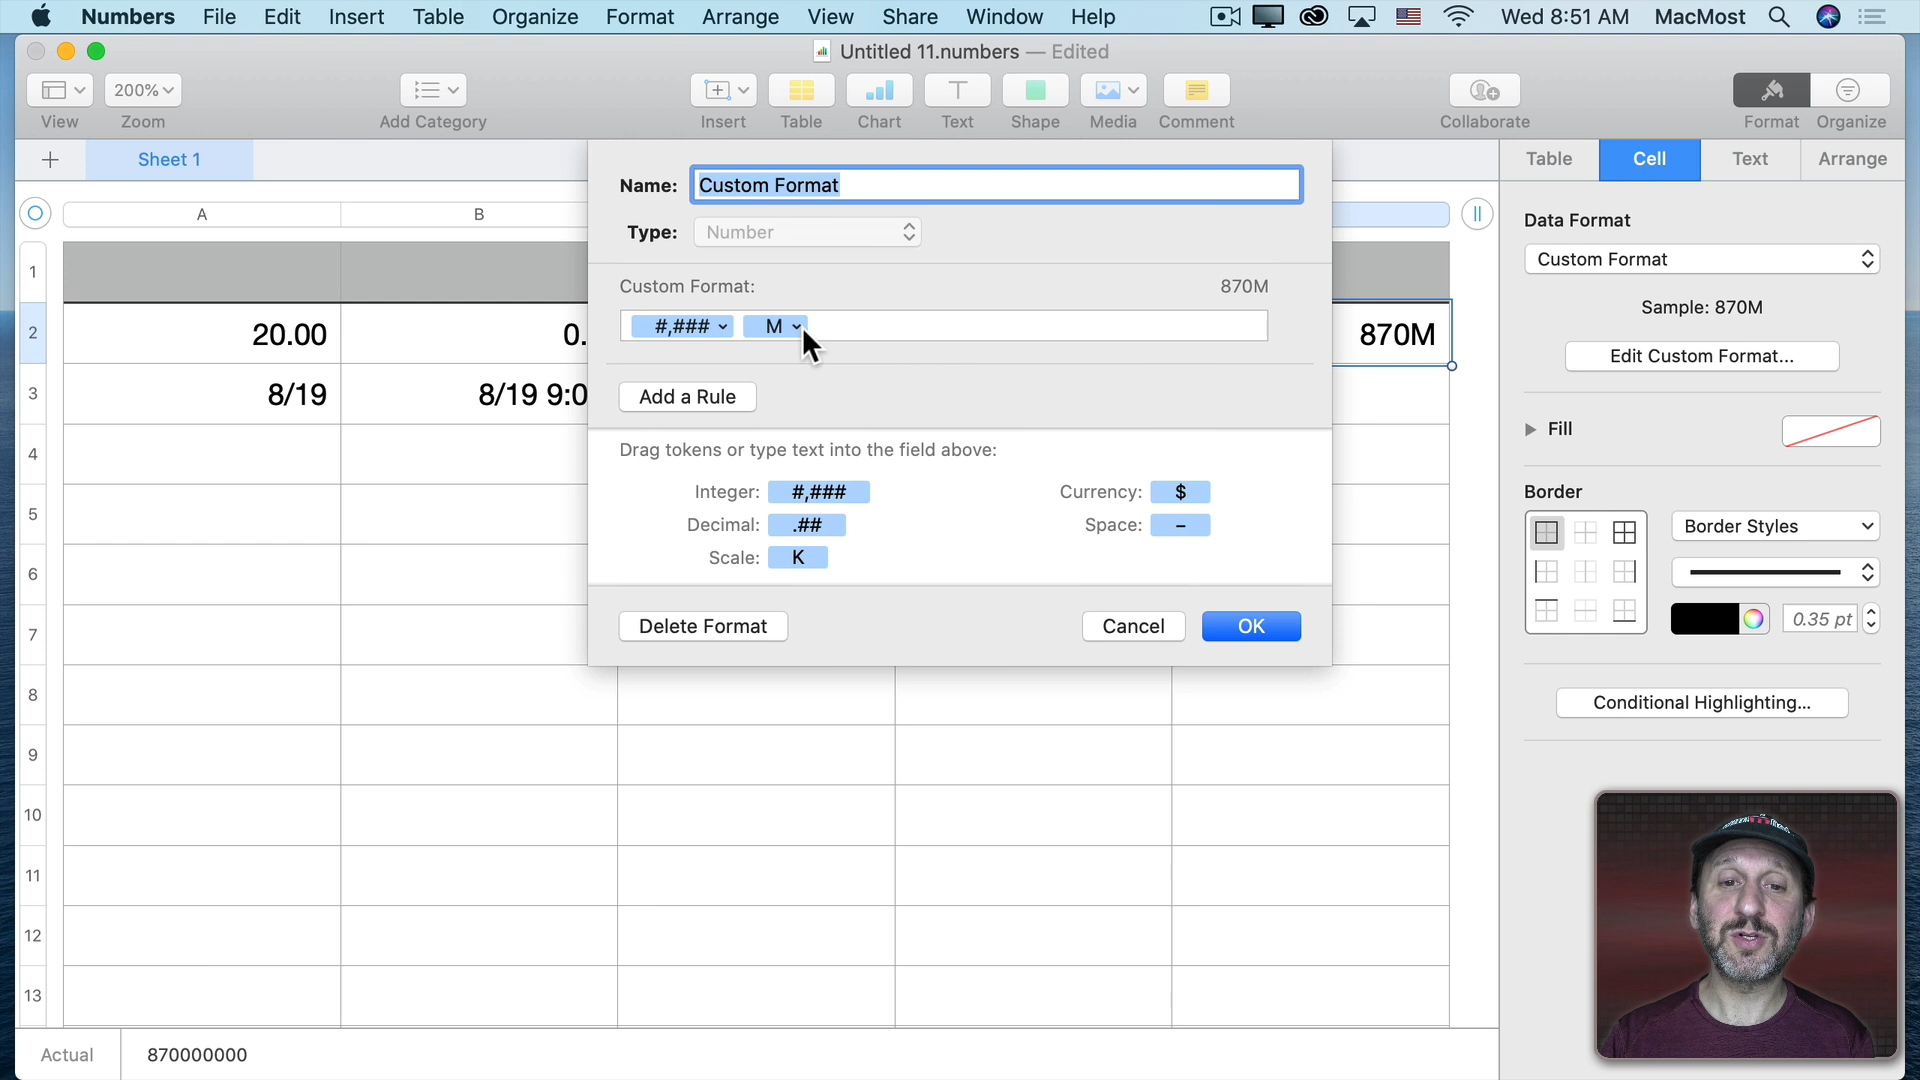 Numbers File Edit Insert Table Organize Format Arrange View Share Window Help Wed 8:51 AM MacMost
Untitled 11.numbers — Edited
200%
View Zoom Add Category Insert Table Chart Text Shape Media Comment Collaborate Format Organize
+ Sheet 1
Table Cell Text Arrange
A B
Name: Custom Format
Type: Number
Custom Format: 870M
#,### M
Add a Rule
Drag tokens or type text into the field above:
Integer: #,### Currency: $
Decimal: .## Space: –
Scale: K
Delete Format Cancel OK
1
2 20.00 0. 870M
3 8/19 8/19 9:0
4
5
6
7
8
9
10
11
12
13
Data Format
Custom Format
Sample: 870M
Edit Custom Format...
Fill
Border
Border Styles
0.35 pt
Conditional Highlighting...
Actual 870000000